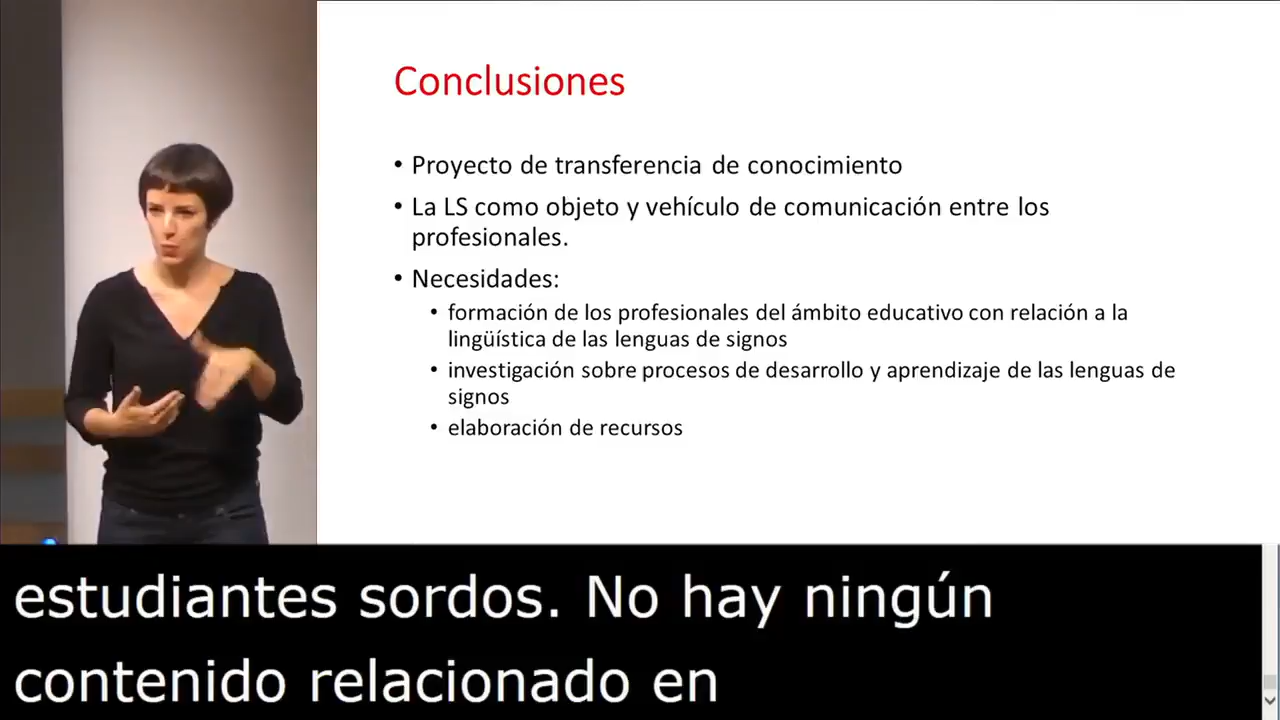 Conclusiones
• Proyecto de transferencia de conocimiento
• La LS como objeto y vehículo de comunicación entre los
profesionales.
• Necesidades:
• formación de los profesionales del ámbito educativo con relación a la
lingüística de las lenguas de signos
• investigación sobre procesos de desarrollo y aprendizaje de las lenguas de
signos
• elaboración de recursos
estudiantes sordos. No hay ningún
contenido relacionado en